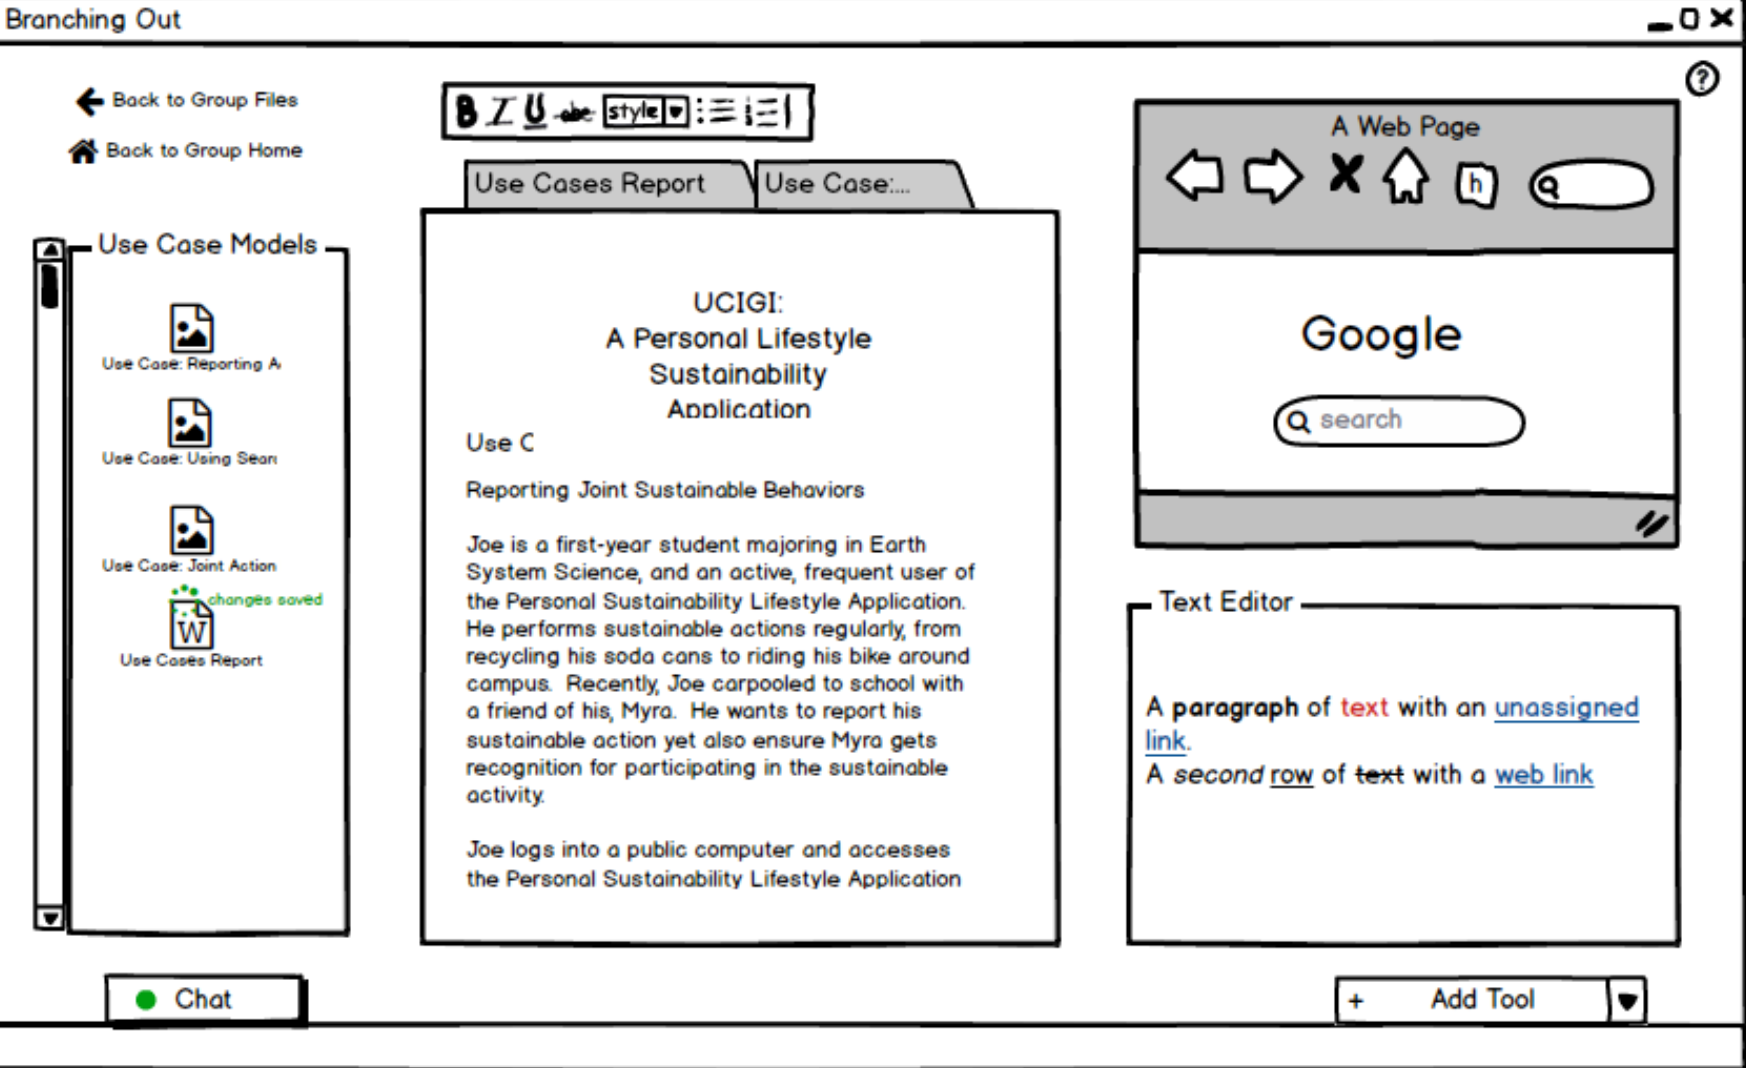 Branching Out
Back to Group Files
Back to Group Home
B I U abc style
Use Cases Report
Use Case:...
Use Case Models
Use Case: Reporting A
Use Case: Using Sear
Use Case: Joint Action
changes saved
W
Use Cases Report
Chat
UCIGI:
A Personal Lifestyle
Sustainability
Application
Use C
Reporting Joint Sustainable Behaviors
Joe is a first-year student majoring in Earth
System Science, and an active, frequent user of
the Personal Sustainability Lifestyle Application.
He performs sustainable actions regularly, from
recycling his soda cans to riding his bike around
campus. Recently, Joe carpooled to school with
a friend of his, Myra. He wants to report his
sustainable action yet also ensure Myra gets
recognition for participating in the sustainable
activity.
Joe logs into a public computer and accesses
the Personal Sustainability Lifestyle Application
?
A Web Page
h
Google
search
Text Editor
A paragraph of text with an unassigned
link.
A second row of text with a web link
+ Add Tool